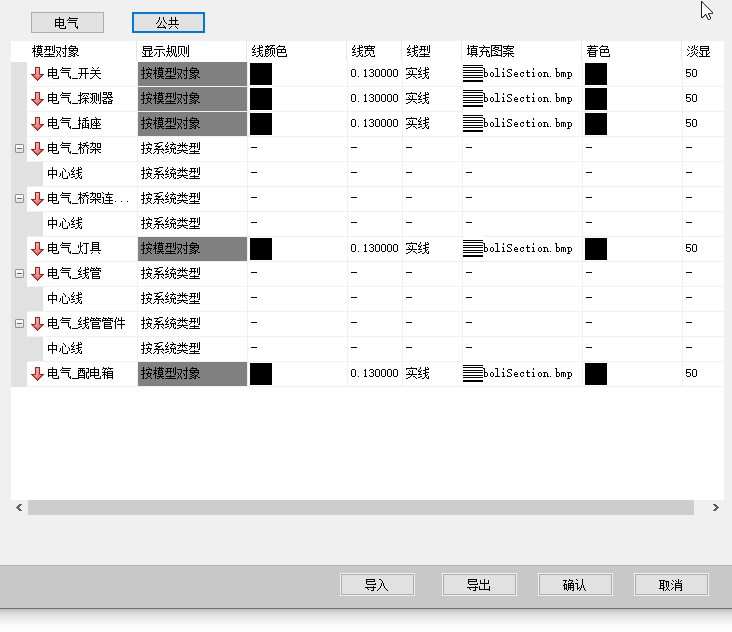 电气 公共
模型对象 显示规则 线颜色 线宽 线型 填充图案 着色 淡显
电气_开关 按模型对象 0.130000 实线 boliSection.bmp 50
电气_探测器 按模型对象 0.130000 实线 boliSection.bmp 50
电气_插座 按模型对象 0.130000 实线 boliSection.bmp 50
电气_桥架 按系统类型 - - - - - -
中心线 按系统类型 - - - - - -
电气_桥架连... 按系统类型 - - - - - -
中心线 按系统类型 - - - - - -
电气_灯具 按模型对象 0.130000 实线 boliSection.bmp 50
电气_线管 按系统类型 - - - - - -
中心线 按系统类型 - - - - - -
电气_线管管件 按系统类型 - - - - - -
中心线 按系统类型 - - - - - -
电气_配电箱 按模型对象 0.130000 实线 boliSection.bmp 50
导入 导出 确认 取消